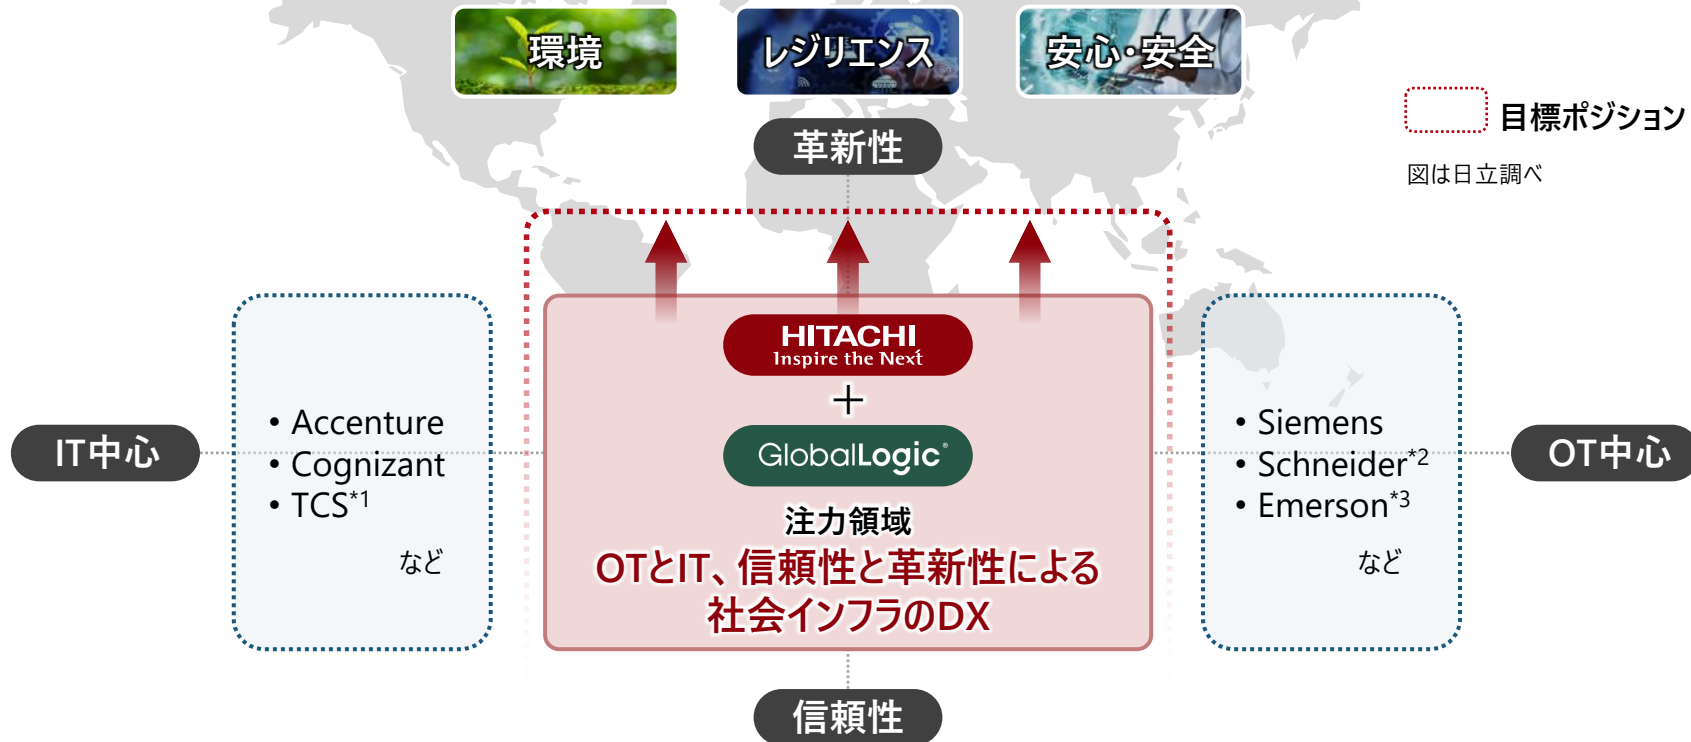 環境
レジリエンス
安心・安全
目標ポジション
図は日立調べ
革新性
HITACHI
Inspire the Next
+
GlobalLogic®
注力領域
OTとIT、信頼性と革新性による
社会インフラのDX
IT中心
• Accenture
• Cognizant
• TCS*1
など
• Siemens
• Schneider*2
• Emerson*3
など
OT中心
信頼性